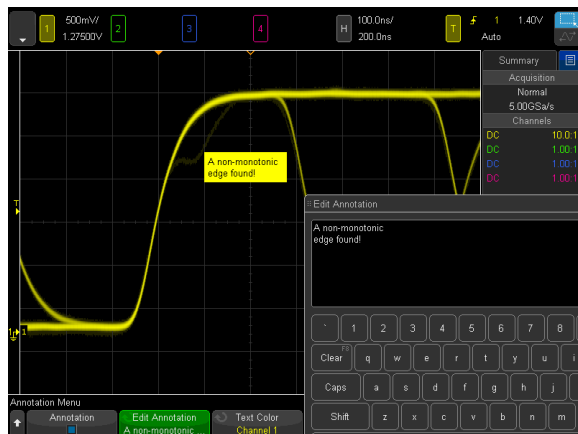 1 500mV/ 2 3 4 H 100.0ns/ T 1 1.40V
1.27500V 200.0ns Auto
Summary
Acquisition
Normal
5.00GSa/s
Channels
DC 10.0:1
DC 1.00:1
DC 1.00:1
DC 1.00:1
A non-monotonic
edge found!
T
1
Edit Annotation
A non-monotonic
edge found!
` 1 2 3 4 5 6 7 8
Clear F8 q w e r t y u i
Caps a s d f g h j
Shift z x c v b n m
Annotation Menu
Annotation Edit Annotation Text Color
A non-monotonic ... Channel 1